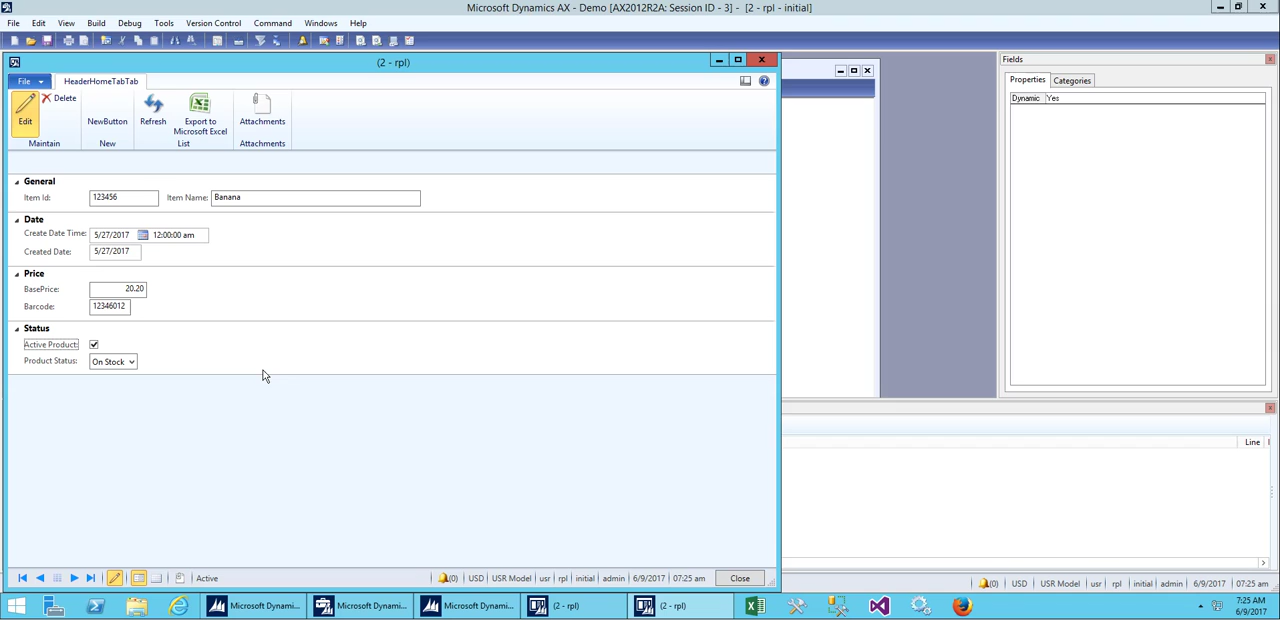 Microsoft Dynamics AX - Demo [AX2012R2A: Session ID - 3] - [2 - rpl - initial]
File Edit View Build Debug Tools Version Control Command Windows Help
(2 - rpl)
File HeaderHomeTabTab
Edit
Delete
NewButton
Refresh
Export to
Microsoft Excel
Attachments
Maintain New List Attachments
General
Item Id: 123456 Item Name: Banana
Date
Create Date Time: 5/27/2017 12:00:00 am
Created Date: 5/27/2017
Price
BasePrice: 20.20
Barcode: 12346012
Status
Active Product:
Product Status: On Stock
Active (0) USD USR Model usr rpl initial admin 6/9/2017 07:25 am Close
Fields
Properties Categories
Dynamic Yes
Line
(0) USD USR Model usr rpl initial admin 6/9/2017 07:25 am
Microsoft Dynami... Microsoft Dynami... Microsoft Dynami... (2 - rpl) (2 - rpl)
7:25 AM
6/9/2017